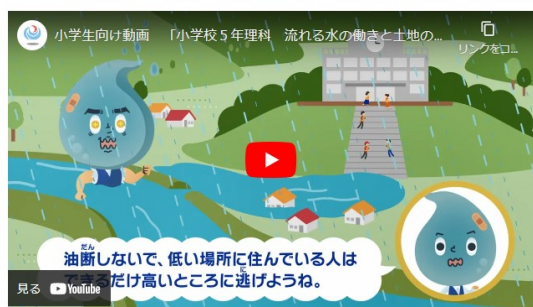 小学生向け動画 「小学校5年理科 流れる水の働きと土地の...
リンクをコ...
だん
油断しないで、低い場所に住んでいる人は
に
できるだけ高いところに逃げようね。
見る YouTube